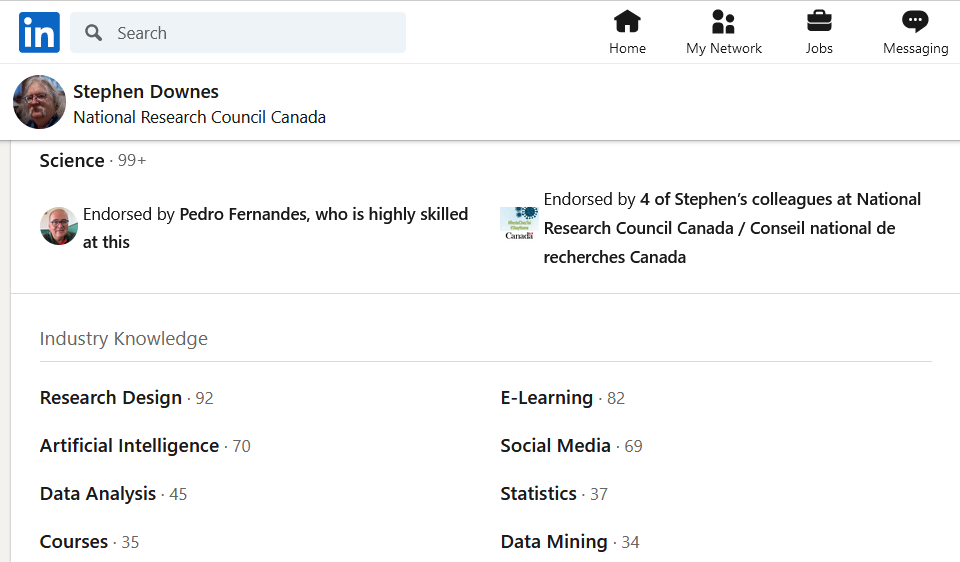 in
Search
Home
My Network
Jobs
Messaging
Stephen Downes
National Research Council Canada
Science · 99+
Endorsed by Pedro Fernandes, who is highly skilled
at this
Canada
Endorsed by 4 of Stephen’s colleagues at National
Research Council Canada / Conseil national de
recherches Canada
Industry Knowledge
Research Design · 92
E-Learning · 82
Artificial Intelligence · 70
Social Media · 69
Data Analysis · 45
Statistics · 37
Courses · 35
Data Mining · 34